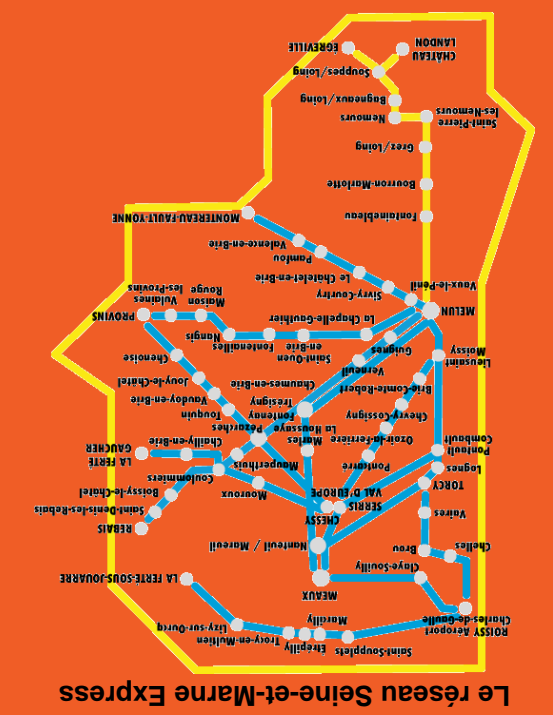 Le réseau Seine-et-Marne Express
Saint-Soupplets
Marcilly
Etrépilly
Trocy-en-Multien
Lizy-sur-Ourcq
LA FERTÉ-SOUS-JOUARRE
ROISSY Aéroport
Charles-de-Gaulle
Claye-Souilly
MEAUX
Chelles
Brou
Nanteuil / Mareuil
Vaires
CHESSY
REBAIS
Saint-Denis-les-Rebais
Boissy-le-Châtel
Coulommiers
SERRIS
VAL D'EUROPE
Mouroux
TORCY
Lognes
Pontcarré
Mauperthuis
LA FERTÉ
GAUCHER
Chailly-en-Brie
Pontault
Combault
Ozoir-la-Ferrière
Marles
La Houssaye
Pézarches
Fontenay
Trésigny
Touquin
Chevry-Cossigny
Vaudoy-en-Brie
Brie-Comte-Robert
Chaumes-en-Brie
Jouy-le-Châtel
Lieusaint
Moissy
Verneuil
Guignes
Chenoise
Saint-Ouen
en-Brie
Fontenailles
Nangis
MELUN
La Chapelle-Gauthier
Maison
Rouge
Vulaines
les-Provins
PROVINS
Vaux-le-Pénil
Sivry-Courtry
Le Chatelet-en-Brie
Pamfou
Valence-en-Brie
MONTEREAU-FAULT-YONNE
Fontainebleau
Bourron-Marlotte
Grez/Loing
Saint-Pierre
les-Nemours
Nemours
Bagneaux/Loing
Souppes/Loing
CHÂTEAU
LANDON
ÉGREVILLE